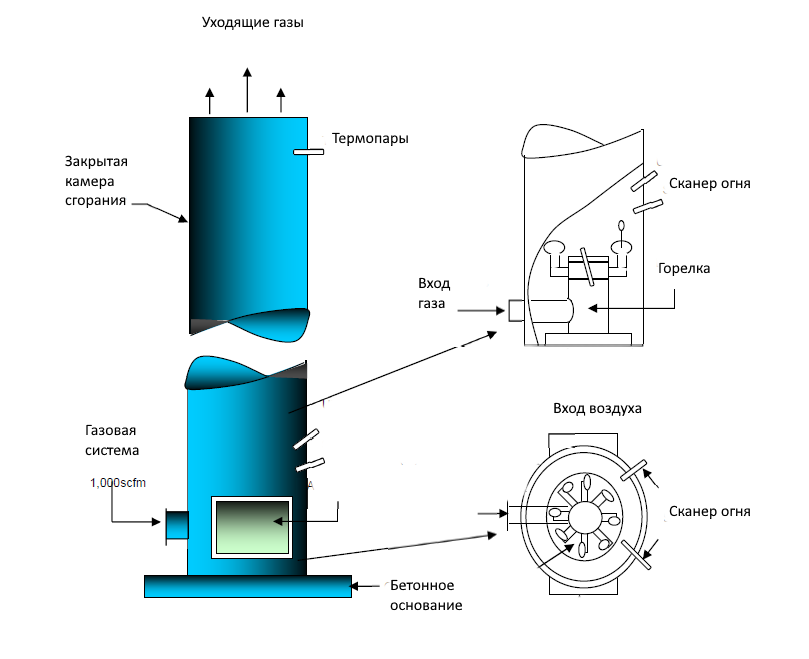 Уходящие газы
Термопары
Закрытая
камера
сгорания
Сканер огня
Вход
газа
Горелка
Газовая
система
1,000scfm
Вход воздуха
Сканер огня
Бетонное
основание